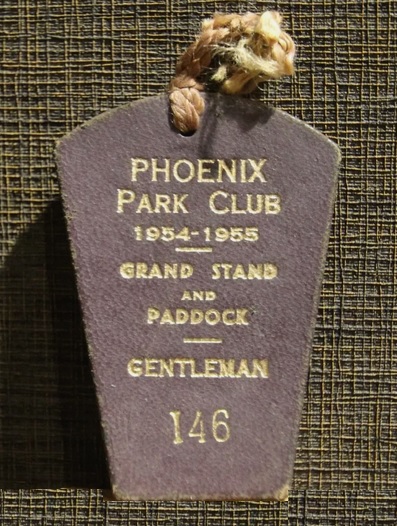 PHOENIX
PARK CLUB
1954-1955
GRAND STAND
AND
PADDOCK
GENTLEMAN
146